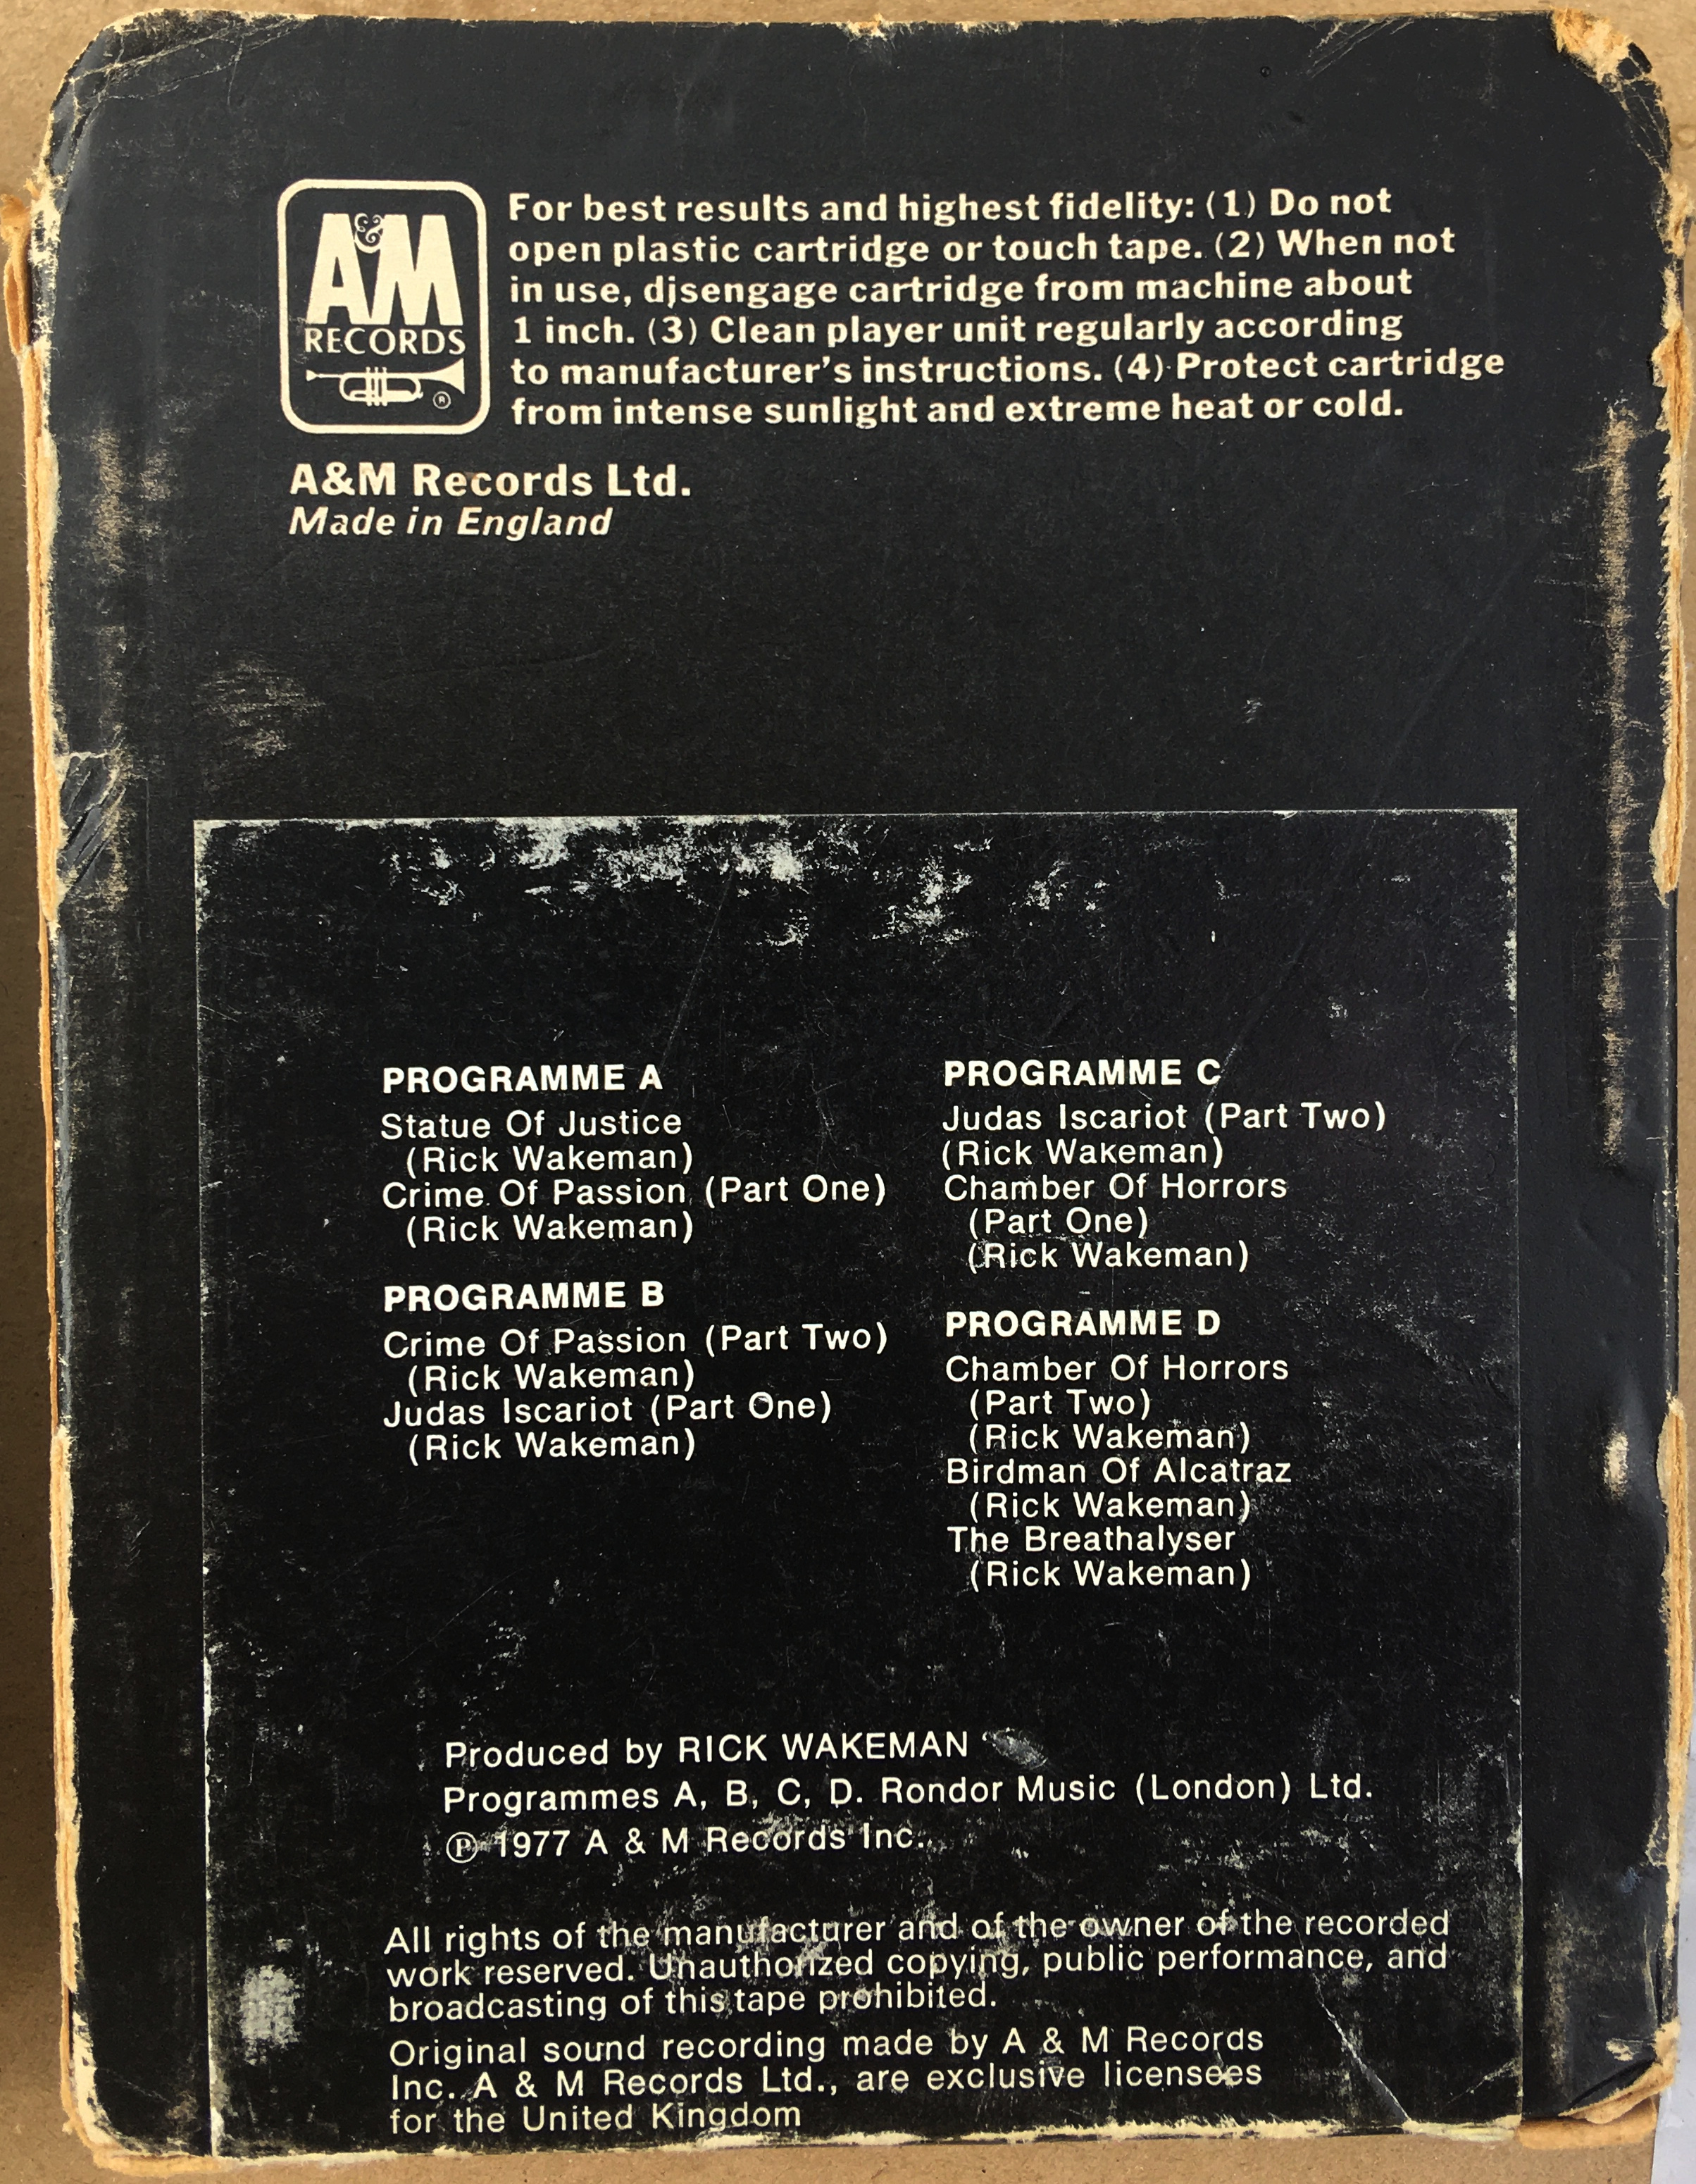 A&M
RECORDS
®
For best results and highest fidelity: (1) Do not
open plastic cartridge or touch tape. (2) When not
in use, disengage cartridge from machine about
1 inch. (3) Clean player unit regularly according
to manufacturer's instructions. (4) Protect cartridge
from intense sunlight and extreme heat or cold.
A&M Records Ltd.
Made in England
PROGRAMME A
Statue Of Justice
(Rick Wakeman)
Crime Of Passion (Part One)
(Rick Wakeman)
PROGRAMME B
Crime Of Passion (Part Two)
(Rick Wakeman)
Judas Iscariot (Part One)
(Rick Wakeman)
PROGRAMME C
Judas Iscariot (Part Two)
(Rick Wakeman)
Chamber Of Horrors
(Part One)
(Rick Wakeman)
PROGRAMME D
Chamber Of Horrors
(Part Two)
(Rick Wakeman)
Birdman Of Alcatraz
(Rick Wakeman)
The Breathalyser
(Rick Wakeman)
Produced by RICK WAKEMAN
Programmes A, B, C, D. Rondor Music (London) Ltd.
℗ 1977 A & M Records Inc.
All rights of the manufacturer and of the owner of the recorded
work reserved. Unauthorized copying, public performance, and
broadcasting of this tape prohibited.
Original sound recording made by A & M Records
Inc. A & M Records Ltd., are exclusive licensees
for the United Kingdom